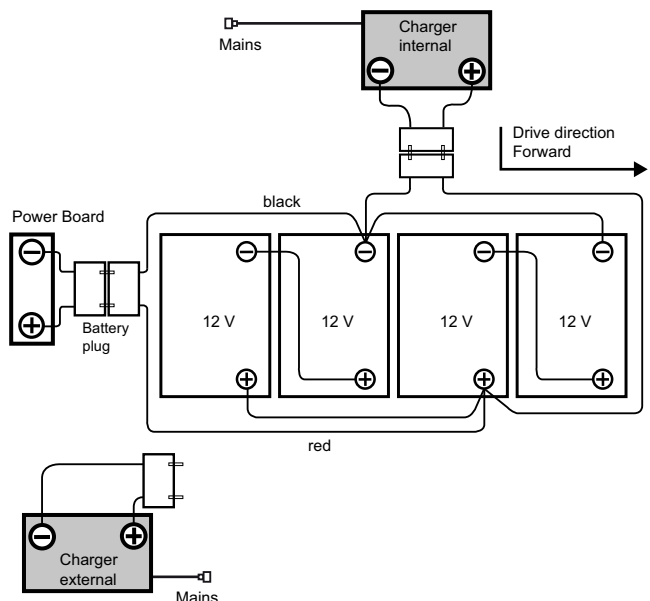 Charger
internal
Mains
Drive direction
Forward
black
Power Board
12 V
12 V
12 V
12 V
Battery
plug
red
Charger
external
Mains